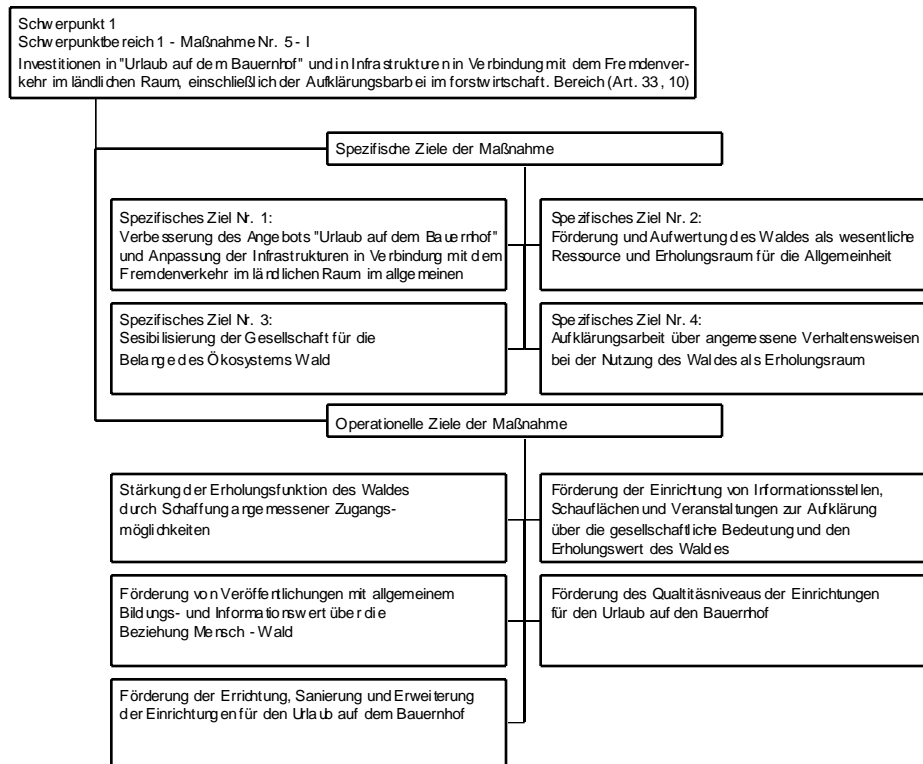 Schwerpunkt 1
Schwerpunktbereich 1 - Maßnahme Nr. 5 - I
Investitionen in "Urlaub auf dem Bauernhof" und in Infrastrukturen in Verbindung mit dem Fremdenver-
kehr im ländlichen Raum, einschließlich der Aufklärungsbarbei im forstwirtschaft. Bereich (Art. 33, 10)
Spezifische Ziele der Maßnahme
Spezifisches Ziel Nr. 1:
Verbesserung des Angebots "Urlaub auf dem Bauerrhof"
und Anpassung der Infrastrukturen in Verbindung mit dem
Fremdenverkehr im ländlichen Raum im allgemeinen
Spezifisches Ziel Nr. 2:
Förderung und Aufwertung des Waldes als wesentliche
Ressource und Erholungsraum für die Allgemeinheit
Spezifisches Ziel Nr. 3:
Sesibilisierung der Gesellschaft für die
Belange des Ökosystems Wald
Spezifisches Ziel Nr. 4:
Aufklärungsarbeit über angemessene Verhaltensweisen
bei der Nutzung des Waldes als Erholungsraum
Operationelle Ziele der Maßnahme
Stärkung der Erholungsfunktion des Waldes
durch Schaffung angemessener Zugangs-
möglichkeiten
Förderung der Einrichtung von Informationsstellen,
Schauflächen und Veranstaltungen zur Aufklärung
über die gesellschaftliche Bedeutung und den
Erholungswert des Waldes
Förderung von Veröffentlichungen mit allgemeinem
Bildungs- und Informationswert über die
Beziehung Mensch - Wald
Förderung des Qualtitäsniveaus der Einrichtungen
für den Urlaub auf den Bauerrhof
Förderung der Errichtung, Sanierung und Erweiterung
der Einrichtungen für den Urlaub auf dem Bauernhof